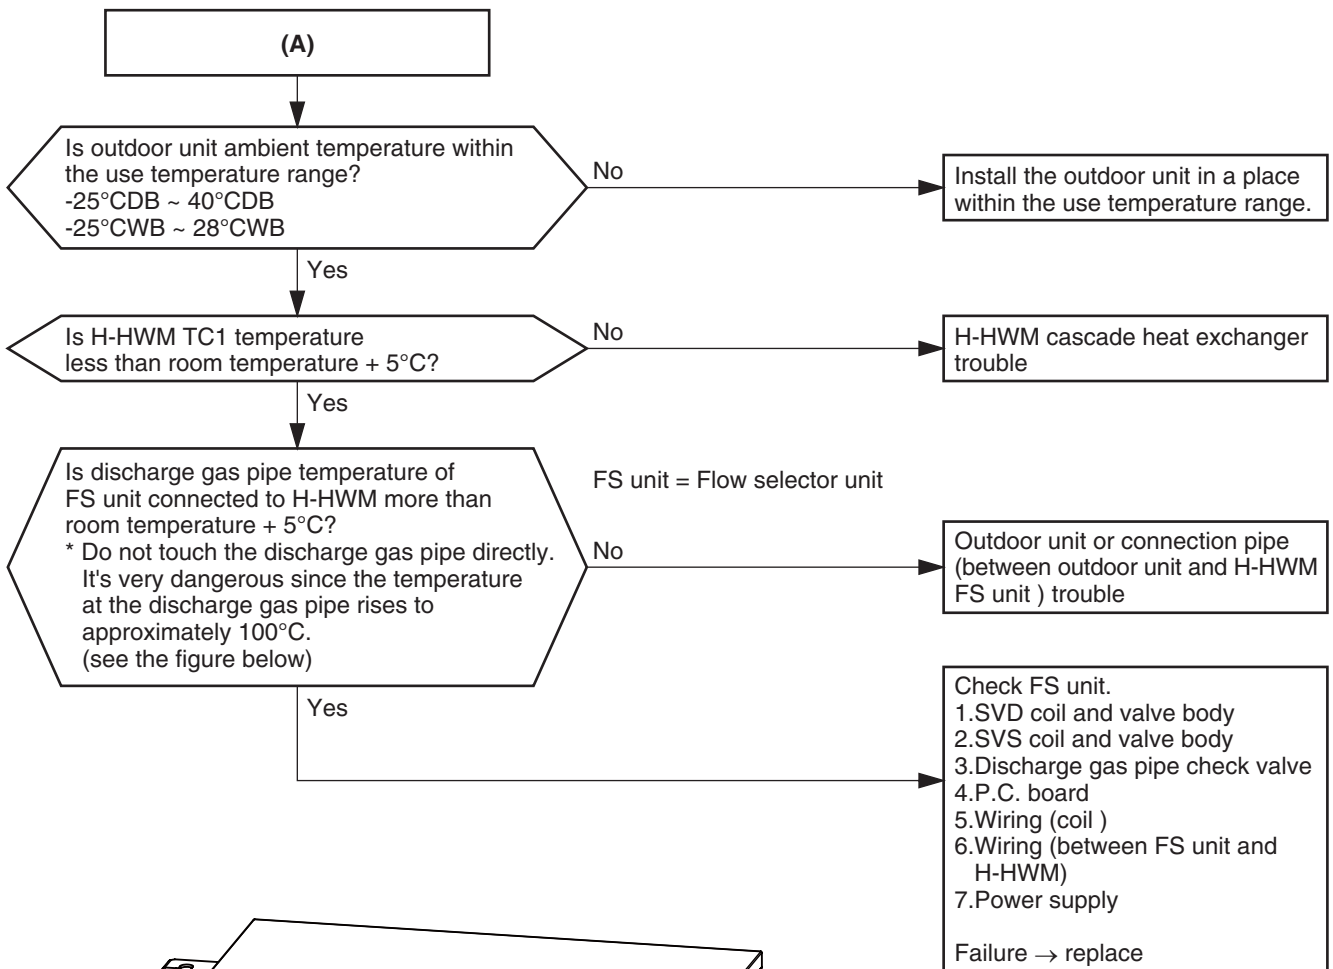 (A)
Is outdoor unit ambient temperature within
the use temperature range?
-25°CDB ~ 40°CDB
-25°CWB ~ 28°CWB
No
Install the outdoor unit in a place
within the use temperature range.
Yes
Is H-HWM TC1 temperature
less than room temperature + 5°C?
No
H-HWM cascade heat exchanger
trouble
Yes
Is discharge gas pipe temperature of
FS unit connected to H-HWM more than
room temperature + 5°C?
* Do not touch the discharge gas pipe directly.
It's very dangerous since the temperature
at the discharge gas pipe rises to
approximately 100°C.
(see the figure below)
FS unit = Flow selector unit
No
Outdoor unit or connection pipe
(between outdoor unit and H-HWM
FS unit ) trouble
Yes
Check FS unit.
1.SVD coil and valve body
2.SVS coil and valve body
3.Discharge gas pipe check valve
4.P.C. board
5.Wiring (coil )
6.Wiring (between FS unit and
H-HWM)
7.Power supply
Failure → replace